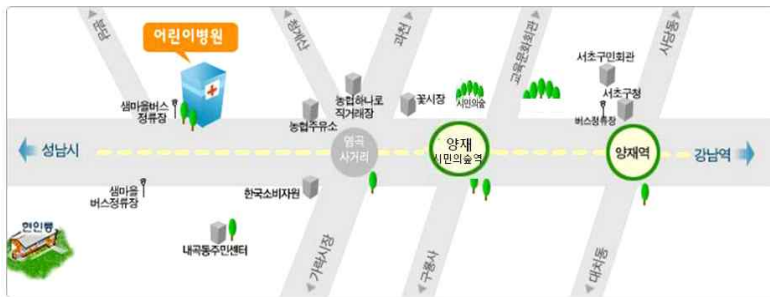 분당
청계산
과천
교육문화회관
사당동
어린이병원
서초구민회관
농협하나로
직거래장
꽃시장
시민의숲
서초구청
샘마을버스
정류장
농협주유소
버스정류장
성남시
염곡
사거리
양재
시민의숲역
양재역
강남역
샘마을
버스정류장
한국소비자원
헌인릉
내곡동주민센터
가락시장
구룡사
대치동